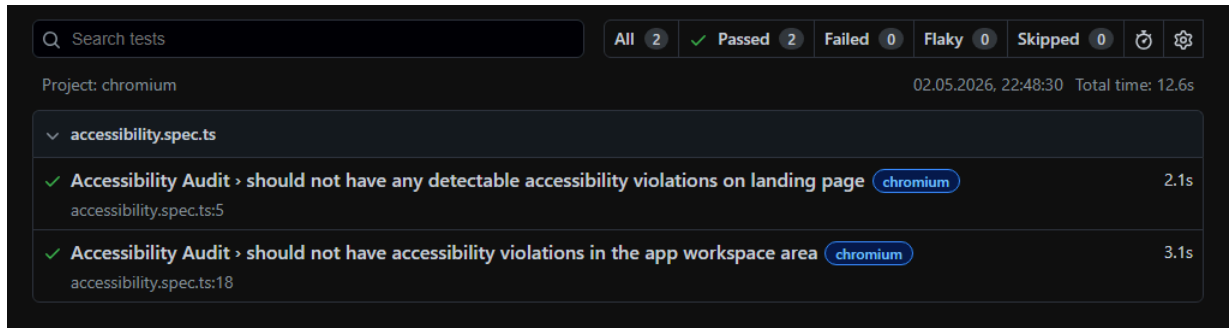 Search tests
All 2 Passed 2 Failed 0 Flaky 0 Skipped 0
Project: chromium 02.05.2026, 22:48:30 Total time: 12.6s
accessibility.spec.ts
Accessibility Audit › should not have any detectable accessibility violations on landing page chromium 2.1s
accessibility.spec.ts:5
Accessibility Audit › should not have accessibility violations in the app workspace area chromium 3.1s
accessibility.spec.ts:18